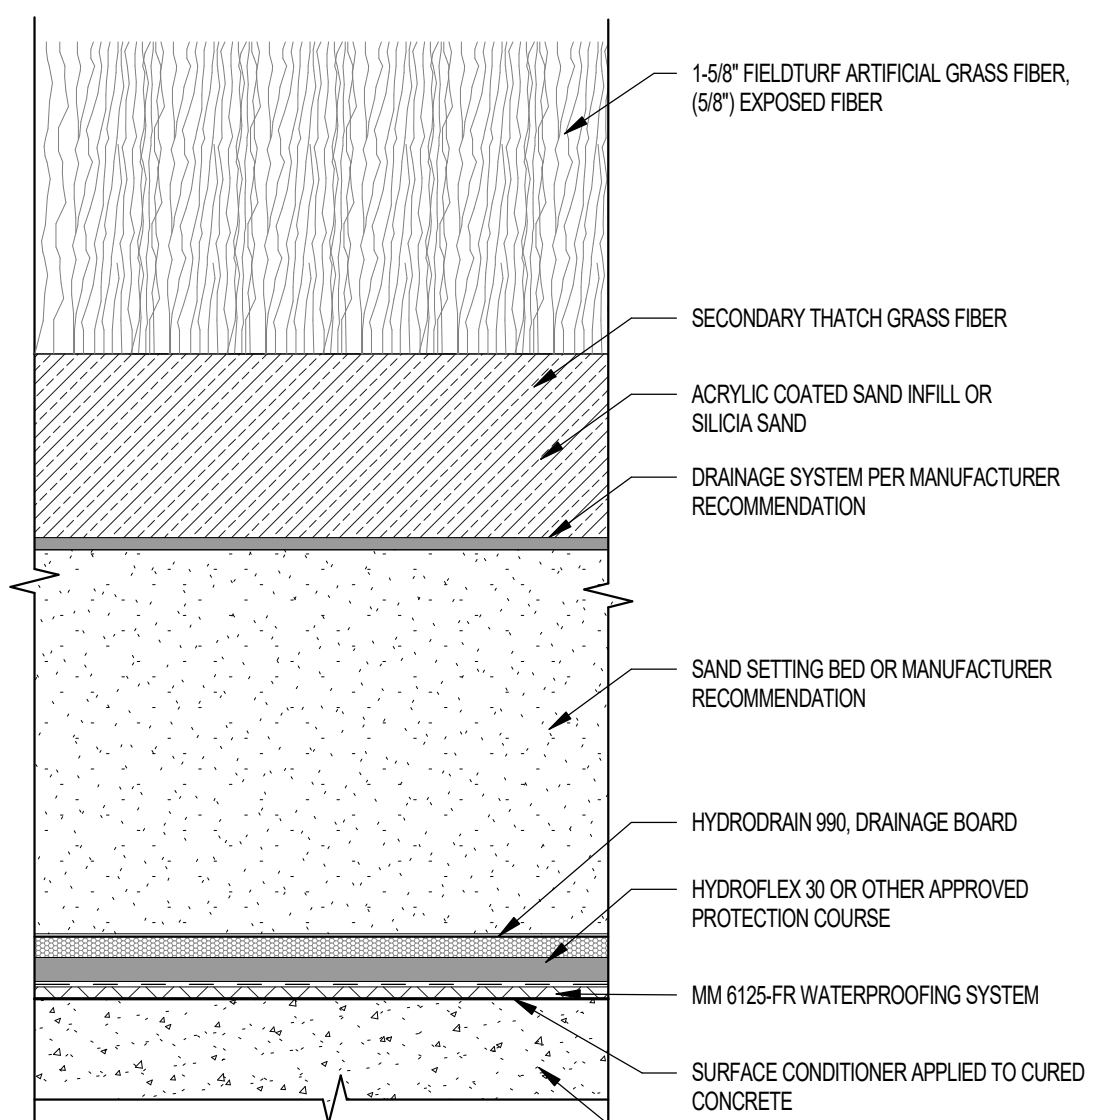 1-5/8" FIELDTURF ARTIFICIAL GRASS FIBER,
(5/8") EXPOSED FIBER
SECONDARY THATCH GRASS FIBER
ACRYLIC COATED SAND INFILL OR
SILICIA SAND
DRAINAGE SYSTEM PER MANUFACTURER
RECOMMENDATION
SAND SETTING BED OR MANUFACTURER
RECOMMENDATION
HYDRODRAIN 990, DRAINAGE BOARD
HYDROFLEX 30 OR OTHER APPROVED
PROTECTION COURSE
MM 6125-FR WATERPROOFING SYSTEM
SURFACE CONDITIONER APPLIED TO CURED
CONCRETE